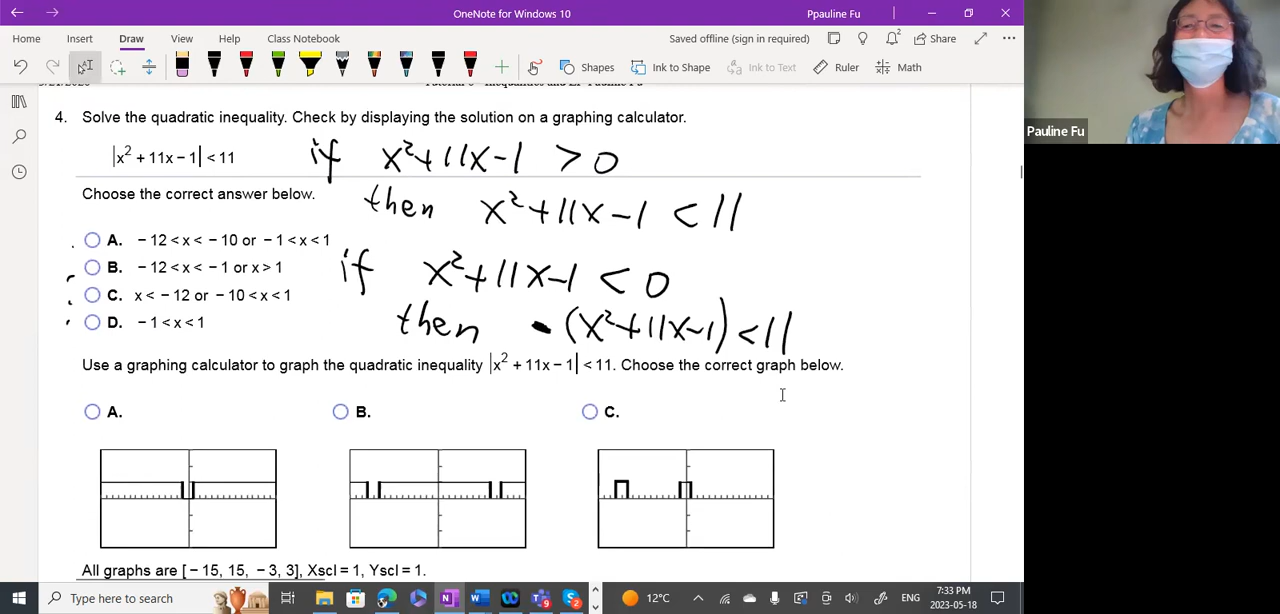 OneNote for Windows 10
Ppauline Fu
Home Insert Draw View Help Class Notebook
Saved offline (sign in required)
Share
Shapes Ink to Shape Ink to Text Ruler Math
4. Solve the quadratic inequality. Check by displaying the solution on a graphing calculator.
|x² + 11x − 1| < 11
if x²+11x-1 > 0
Choose the correct answer below.
then x²+11x-1 < 11
A. − 12 < x < − 10 or − 1 < x < 1
B. − 12 < x < − 1 or x > 1
if x²+11x-1 < 0
C. x < − 12 or − 10 < x < 1
D. − 1 < x < 1
then -(x²+11x-1) < 11
Use a graphing calculator to graph the quadratic inequality |x² + 11x − 1| < 11. Choose the correct graph below.
A. B. C.
All graphs are [ − 15, 15, − 3, 3], Xscl = 1, Yscl = 1.
Pauline Fu
Type here to search
12°C
ENG
7:33 PM
2023-05-18